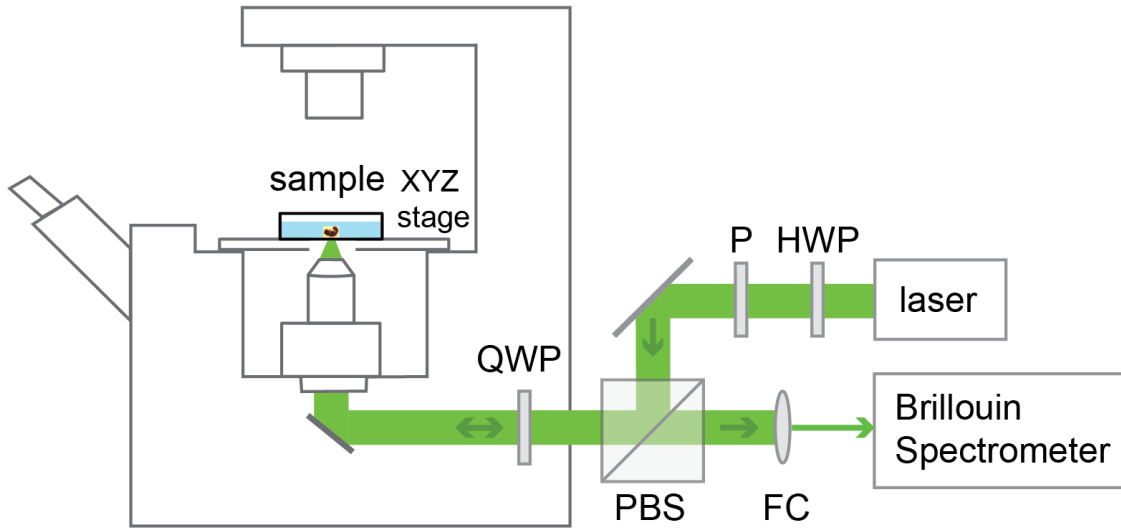 sample
XYZ
stage
P
HWP
laser
QWP
PBS
FC
Brillouin
Spectrometer